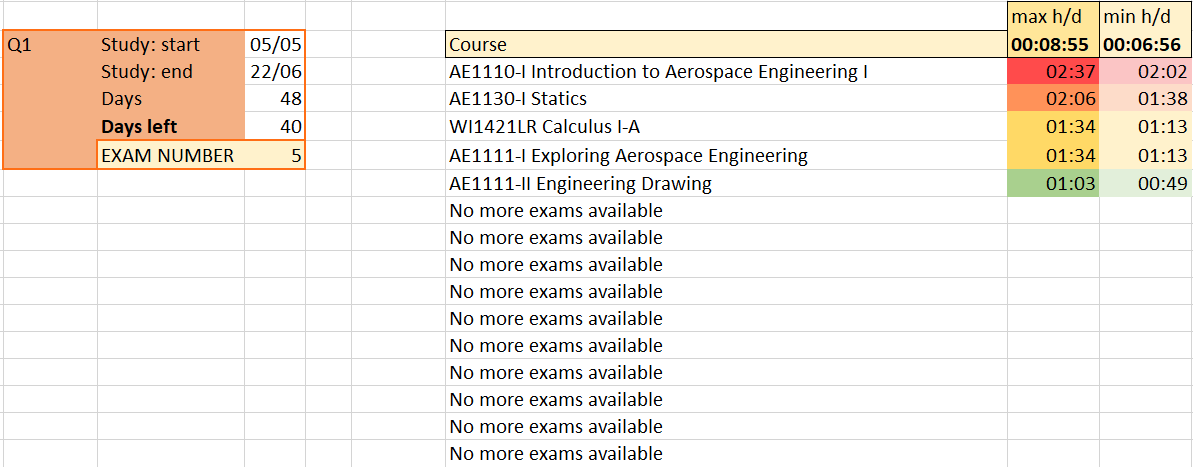 max h/d min h/d
Q1 Study: start 05/05 Course 00:08:55 00:06:56
Study: end 22/06 AE1110-I Introduction to Aerospace Engineering I 02:37 02:02
Days 48 AE1130-I Statics 02:06 01:38
Days left 40 WI1421LR Calculus I-A 01:34 01:13
EXAM NUMBER 5 AE1111-I Exploring Aerospace Engineering 01:34 01:13
AE1111-II Engineering Drawing 01:03 00:49
No more exams available
No more exams available
No more exams available
No more exams available
No more exams available
No more exams available
No more exams available
No more exams available
No more exams available
No more exams available